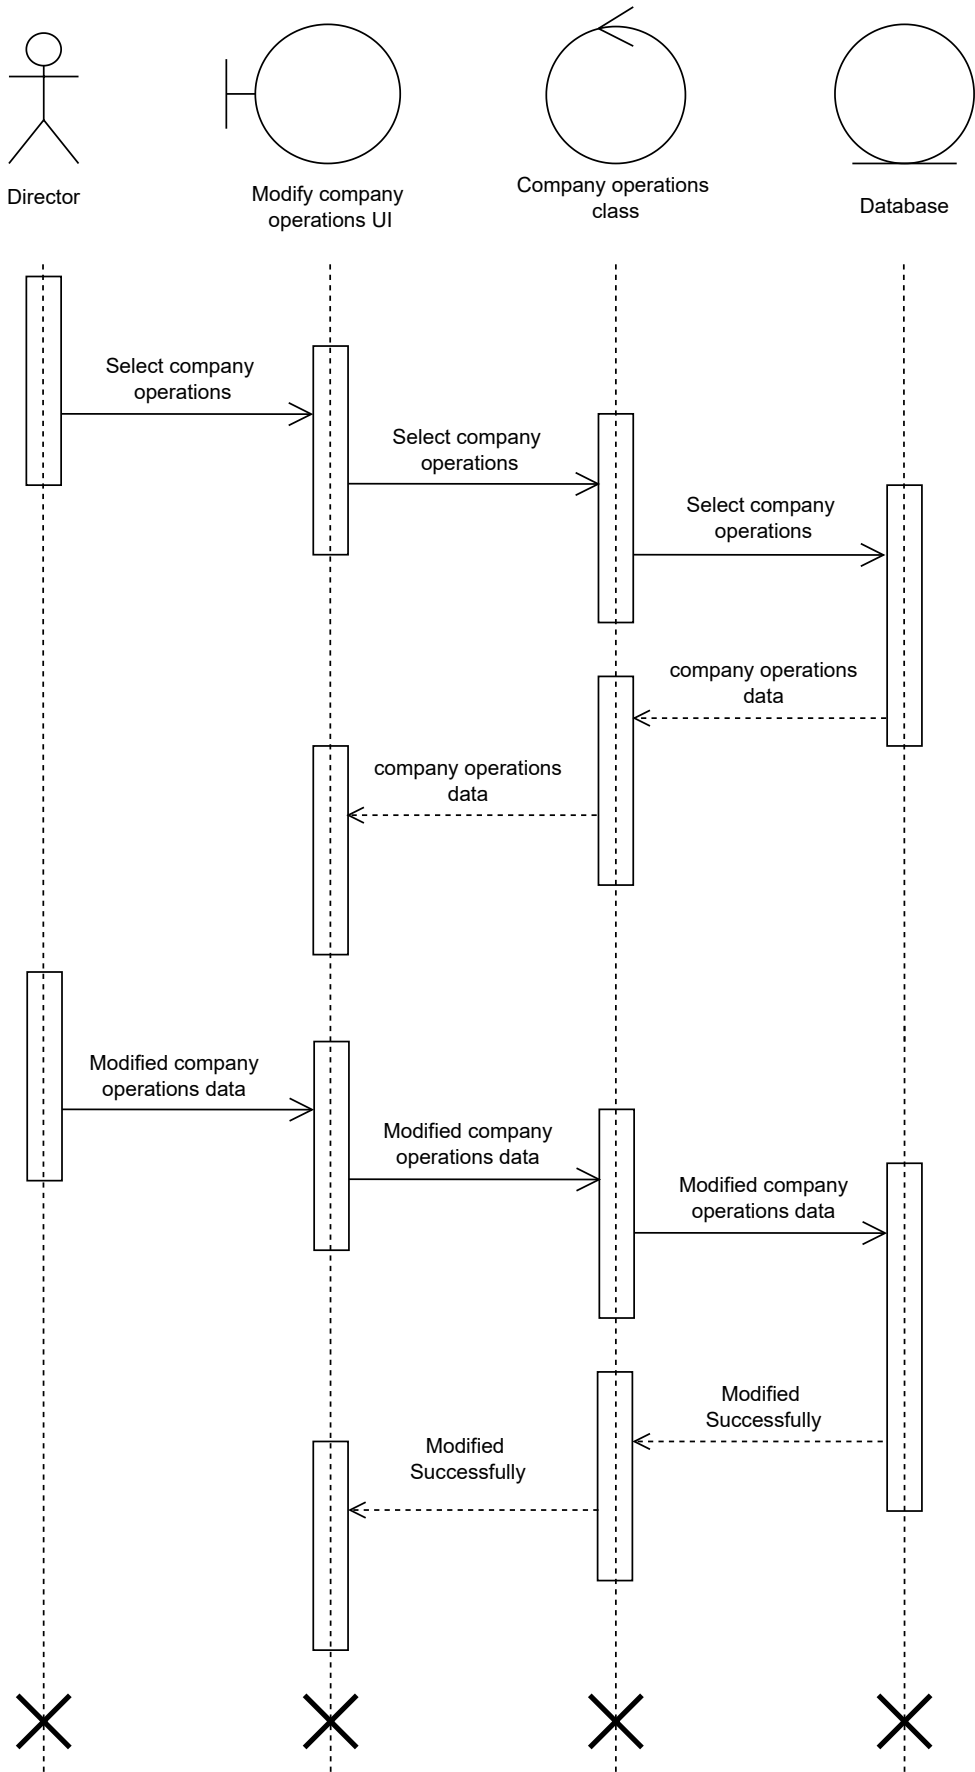 Director
Modify company
operations UI
Company operations
class
Database
Select company
operations
Select company
operations
Select company
operations
company operations
data
company operations
data
Modified company
operations data
Modified company
operations data
Modified company
operations data
Modified
Successfully
Modified
Successfully